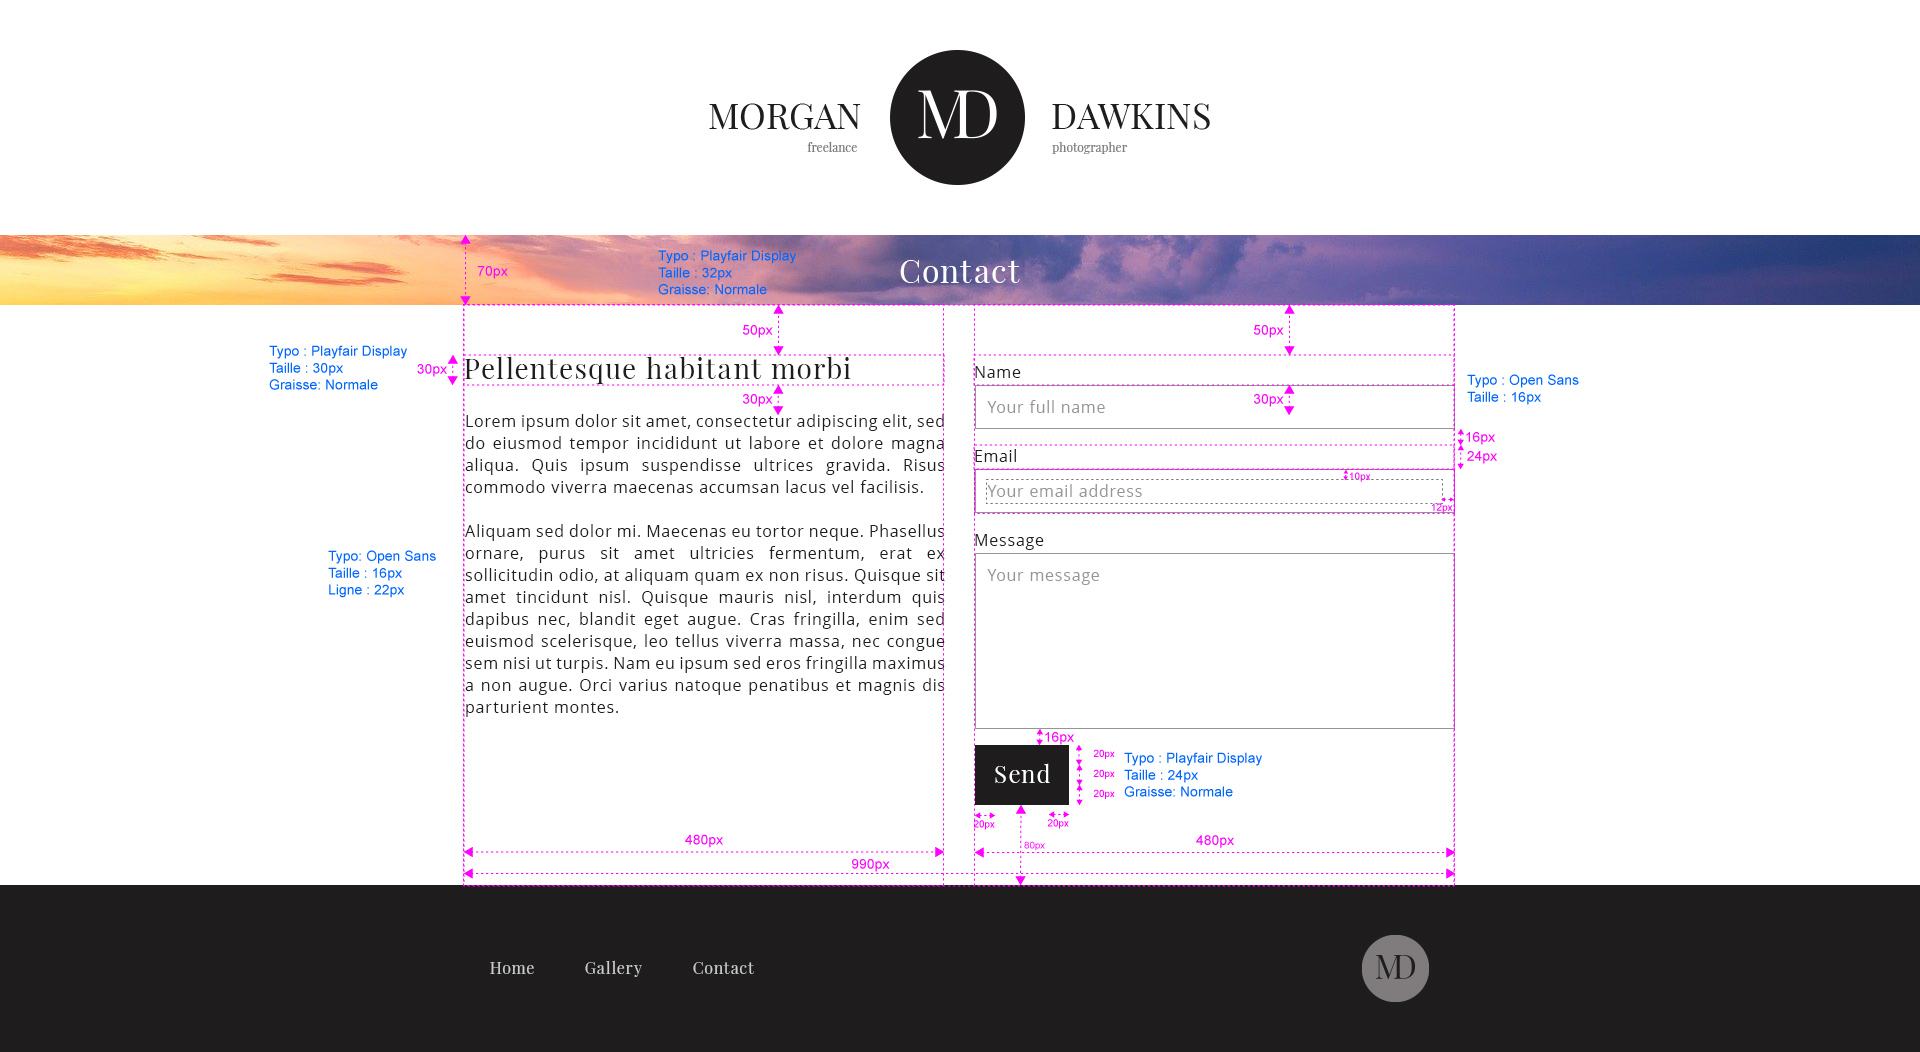 MORGAN
MD
DAWKINS
freelance
photographer
Typo : Playfair Display
Taille : 32px
Graisse: Normale
70px
Contact
50px
50px
Typo : Playfair Display
Taille : 30px
Graisse: Normale
30px
Pellentesque habitant morbi
30px
Lorem ipsum dolor sit amet, consectetur adipiscing elit, sed
do eiusmod tempor incididunt ut labore et dolore magna
aliqua. Quis ipsum suspendisse ultrices gravida. Risus
commodo viverra maecenas accumsan lacus vel facilisis.
Aliquam sed dolor mi. Maecenas eu tortor neque. Phasellus
ornare, purus sit amet ultricies fermentum, erat ex
sollicitudin odio, at aliquam quam ex non risus. Quisque sit
amet tincidunt nisl. Quisque mauris nisl, interdum quis
dapibus nec, blandit eget augue. Cras fringilla, enim sed
euismod scelerisque, leo tellus viverra massa, nec congue
sem nisi ut turpis. Nam eu ipsum sed eros fringilla maximus
a non augue. Orci varius natoque penatibus et magnis dis
parturient montes.
Typo: Open Sans
Taille : 16px
Ligne : 22px
Name
Your full name
30px
Typo : Open Sans
Taille : 16px
16px
Email
24px
Your email address
10px
12px
Message
Your message
16px
Send
20px
20px
20px
Typo : Playfair Display
Taille : 24px
Graisse: Normale
20px
20px
80px
480px
480px
990px
Home
Gallery
Contact
MD